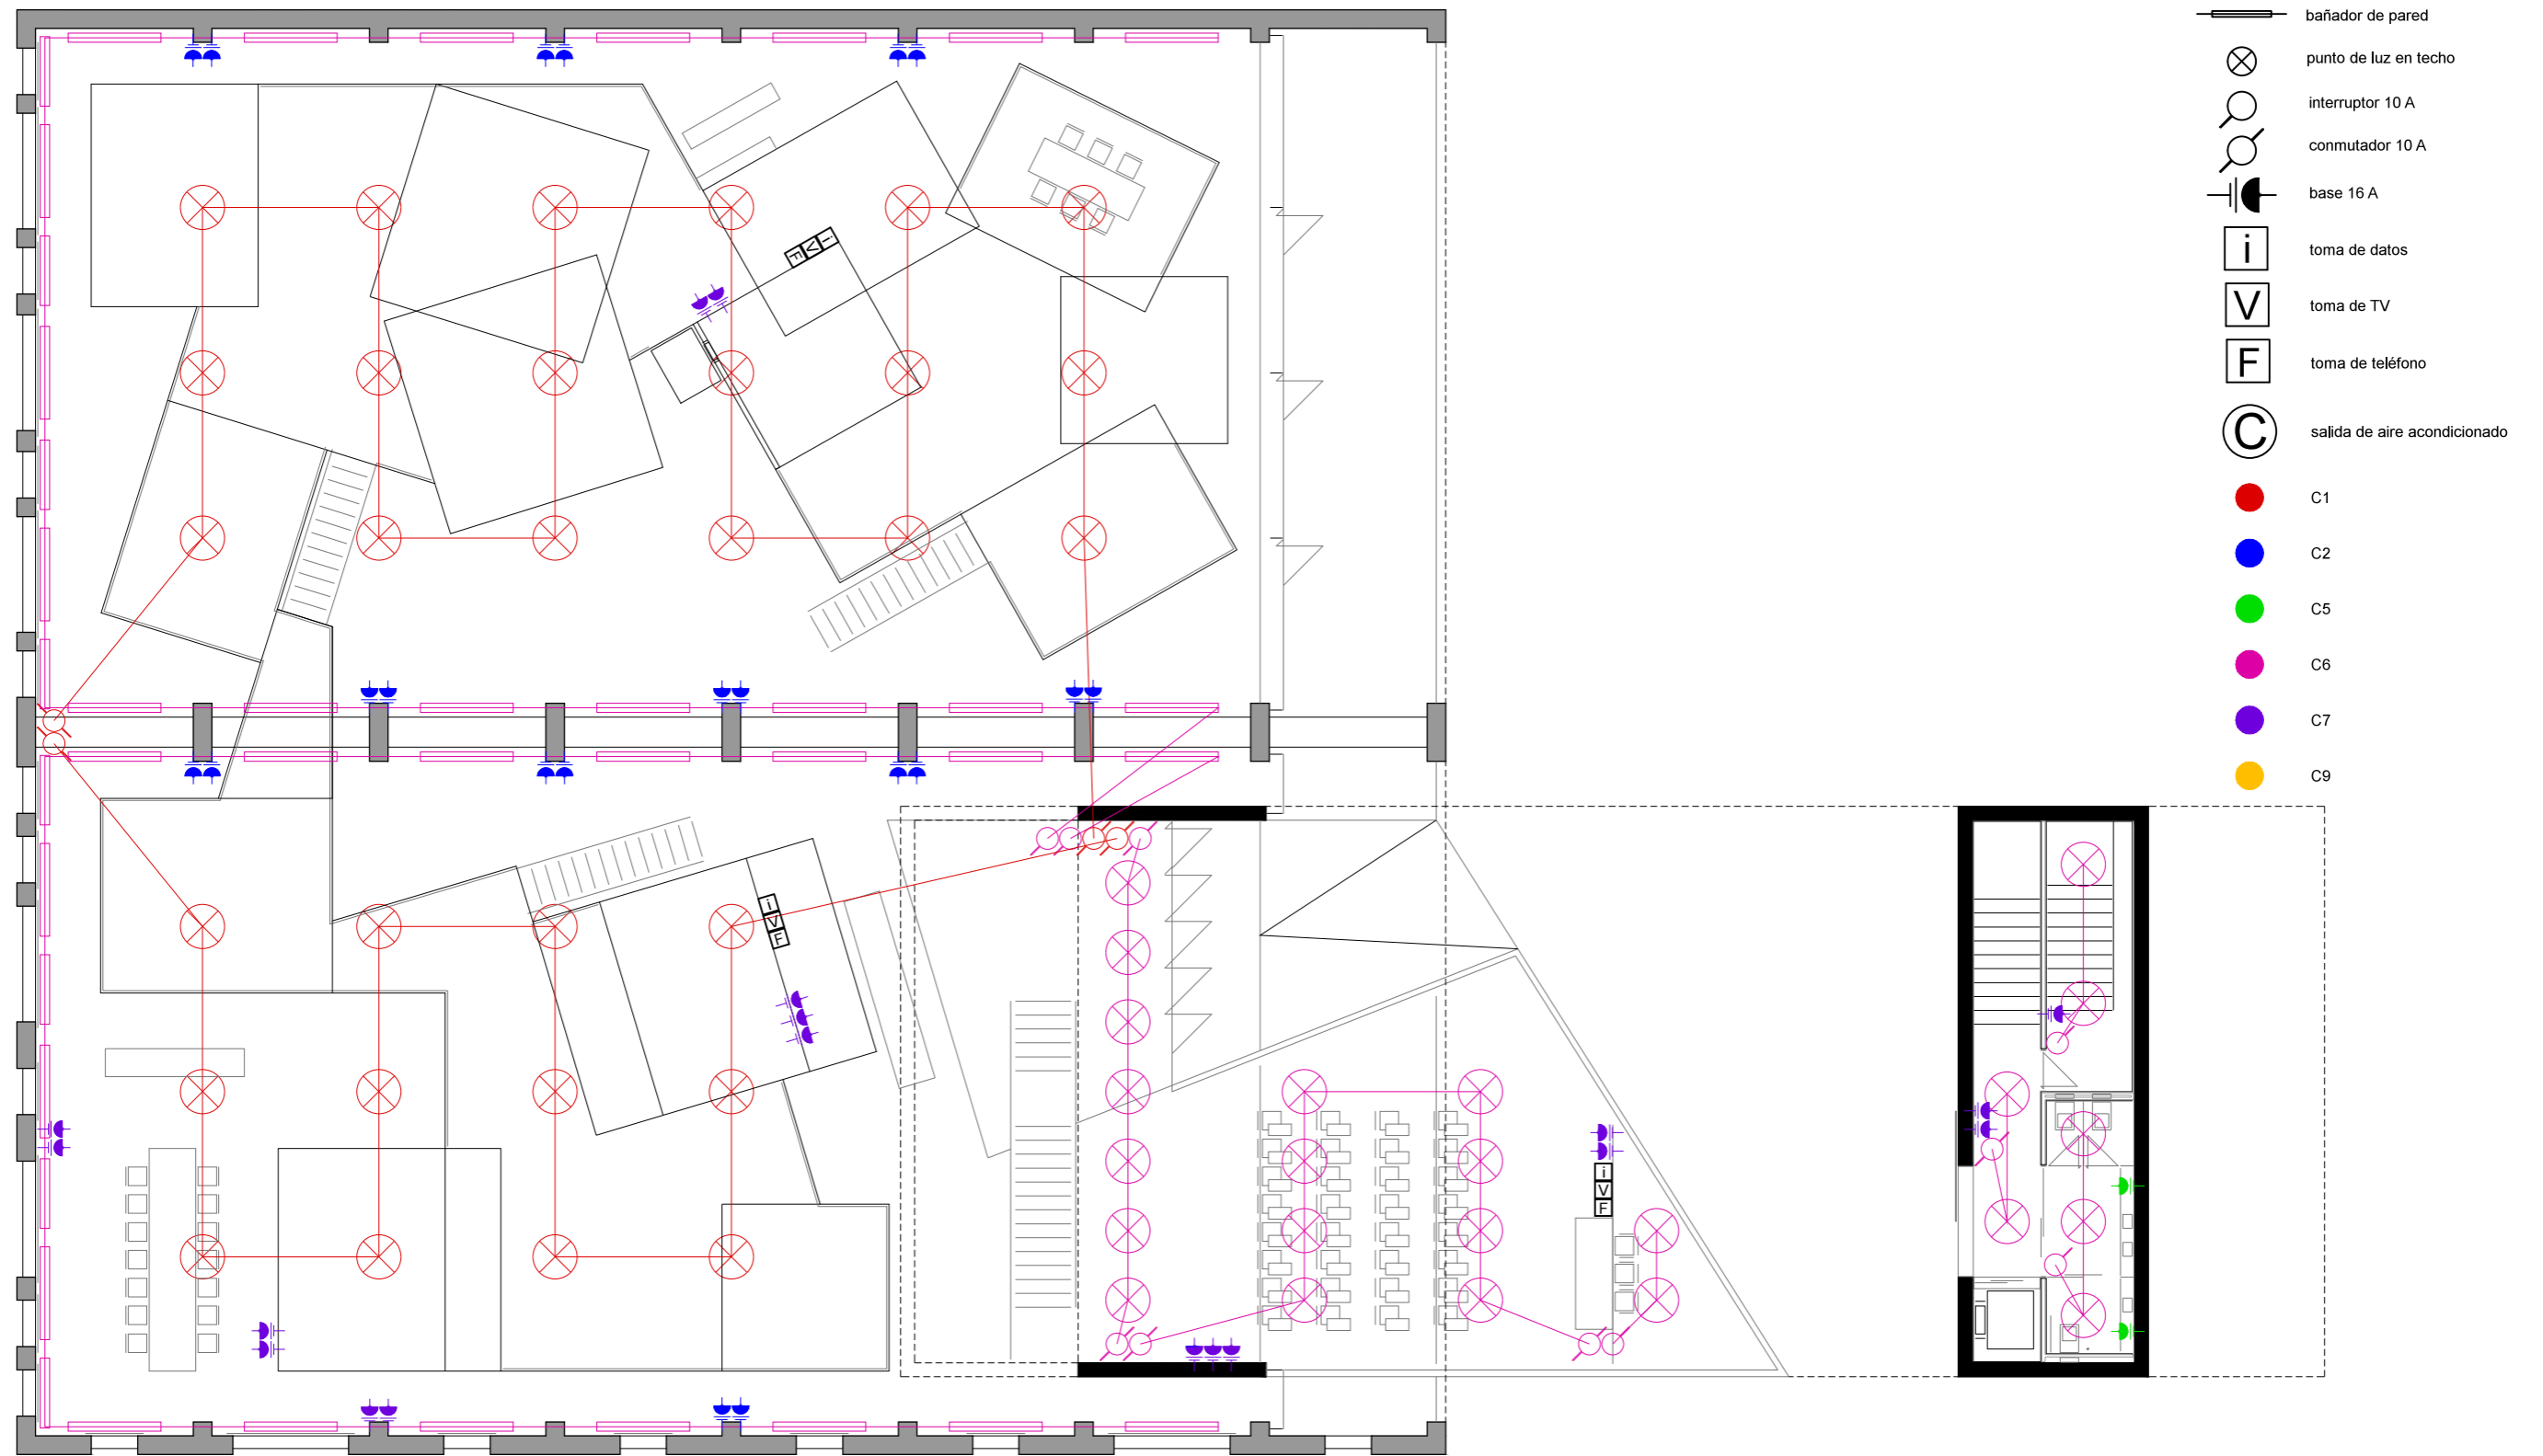 bañador de pared
punto de luz en techo
interruptor 10 A
conmutador 10 A
base 16 A
i
toma de datos
V
toma de TV
F
toma de teléfono
C
salida de aire acondicionado
C1
C2
C5
C6
C7
C9
F V i
i
V
F
i
V
F